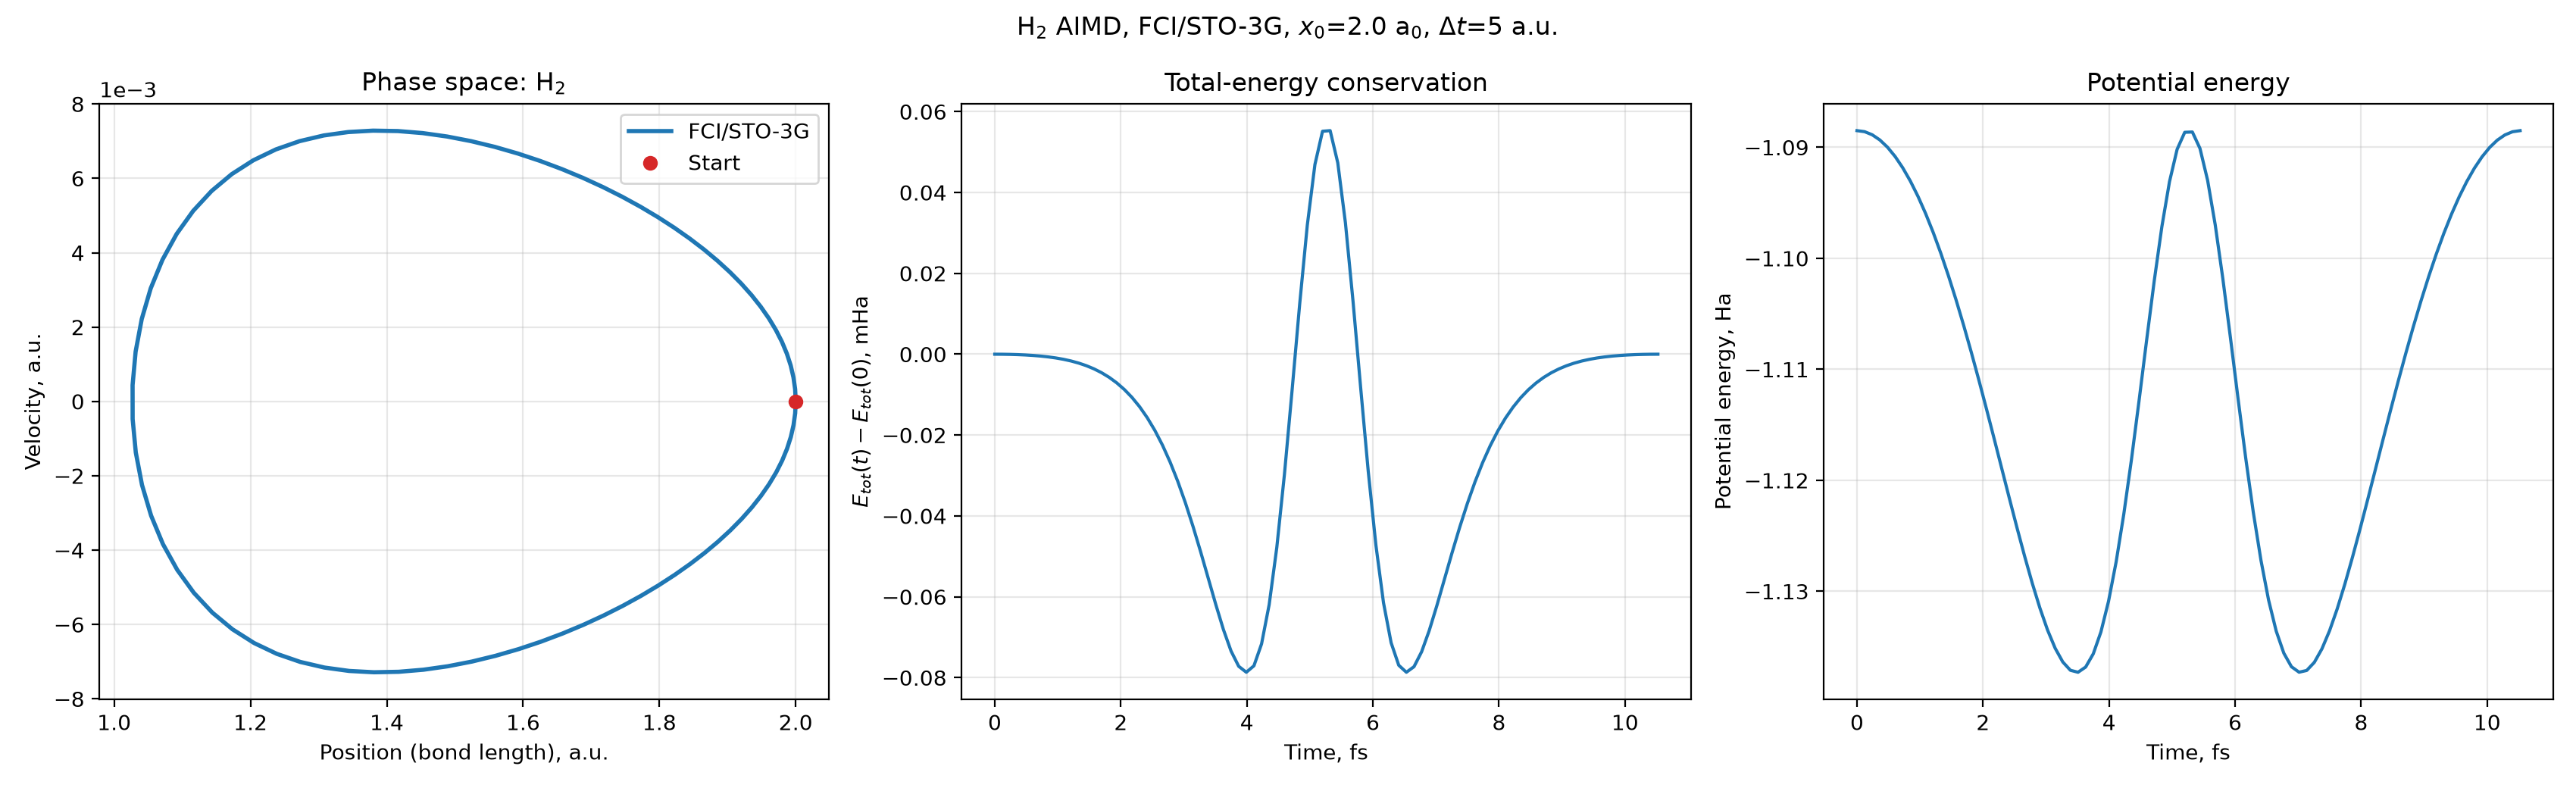 H₂ AIMD, FCI/STO-3G, x₀=2.0 a₀, Δt=5 a.u.
Phase space: H₂
1e−3
8
6
4
2
0
−2
−4
−6
−8
Velocity, a.u.
FCI/STO-3G
Start
1.0 1.2 1.4 1.6 1.8 2.0
Position (bond length), a.u.
Total-energy conservation
0.06
0.04
0.02
0.00
−0.02
−0.04
−0.06
−0.08
E_tot(t) − E_tot(0), mHa
0 2 4 6 8 10
Time, fs
Potential energy
−1.09
−1.10
−1.11
−1.12
−1.13
Potential energy, Ha
0 2 4 6 8 10
Time, fs